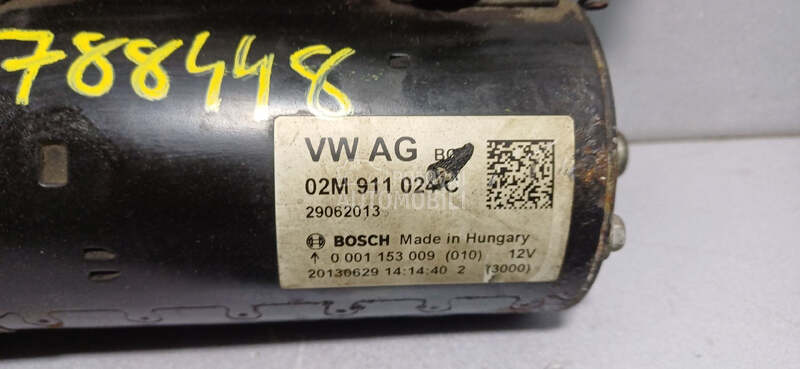 788448
VW AG
02M 911 024 C
29062013
BOSCH Made in Hungary
↑ 0 001 153 009 (010) 12V
20130629 14:14:40 2 (3000)